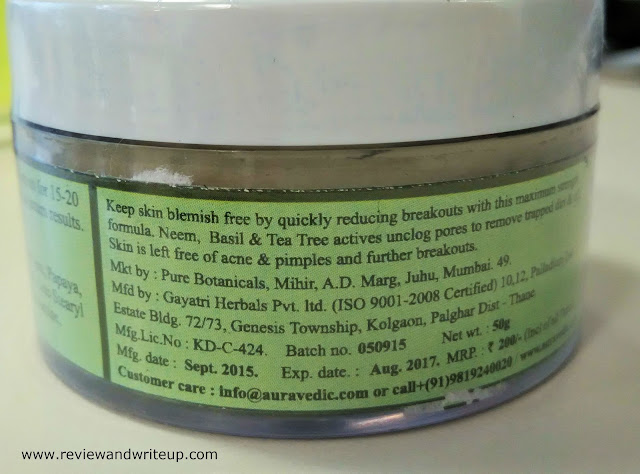 for 15-20
results.
Papaya,
Stearyl
Keep skin blemish free by quickly reducing breakouts with this maximum strength
formula. Neem, Basil & Tea Tree actives unclog pores to remove trapped dirt &
Skin is left free of acne & pimples and further breakouts.
Mkt by : Pure Botanicals, Mihir, A.D. Marg, Juhu, Mumbai. 49.
Mfd by : Gayatri Herbals Pvt. ltd. (ISO 9001-2008 Certified) 10,12,
Estate Bldg. 72/73, Genesis Township, Kolgaon, Palghar Dist - Thane
Mfg.Lic.No : KD-C-424. Batch no. 050915 Net wt. : 50g
Mfg. date : Sept. 2015. Exp. date. : Aug. 2017. MRP. : ₹ 200/-
Customer care : info@auravedic.com or call+(91)9819240020
www.reviewandwriteup.com